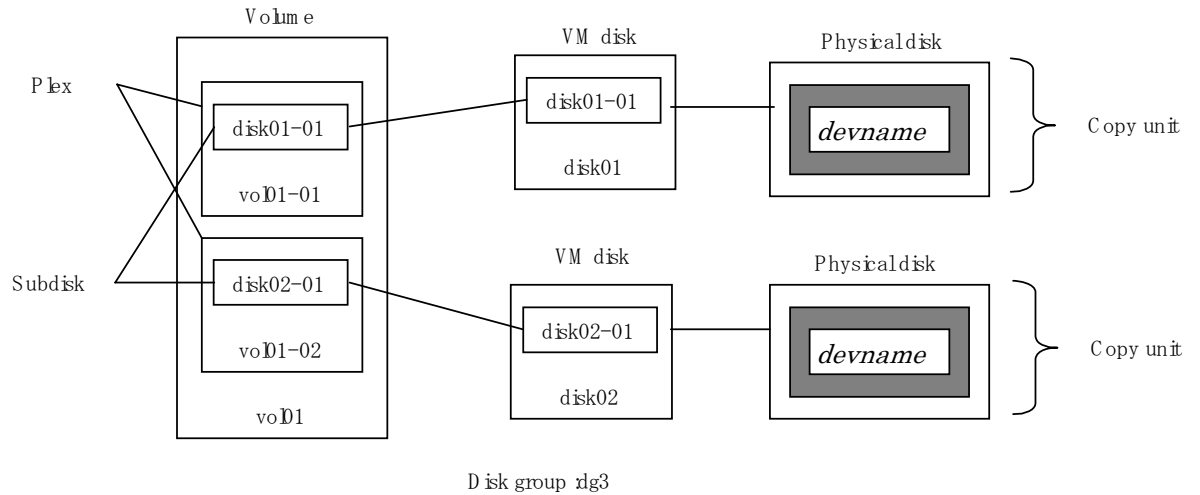 Volume
VM disk
Physical disk
Plex
disk01-01
disk01-01
devname
Copy unit
disk01
vol01-01
VM disk
Physical disk
Subdisk
disk02-01
disk02-01
devname
Copy unit
vol01-02
disk02
vol01
Disk group :dg3